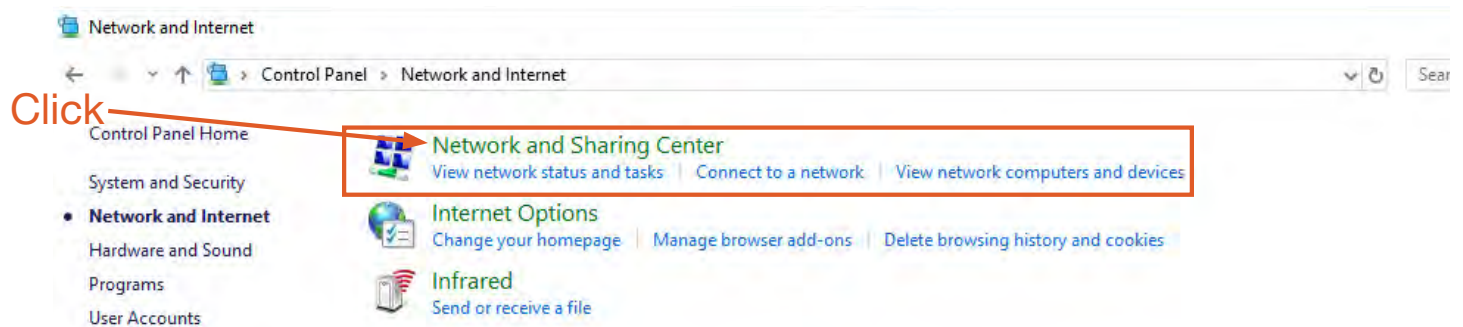 Network and Internet
Control Panel > Network and Internet
Sear
Click
Control Panel Home
System and Security
Network and Internet
Hardware and Sound
Programs
User Accounts
Network and Sharing Center
View network status and tasks | Connect to a network | View network computers and devices
Internet Options
Change your homepage | Manage browser add-ons | Delete browsing history and cookies
Infrared
Send or receive a file